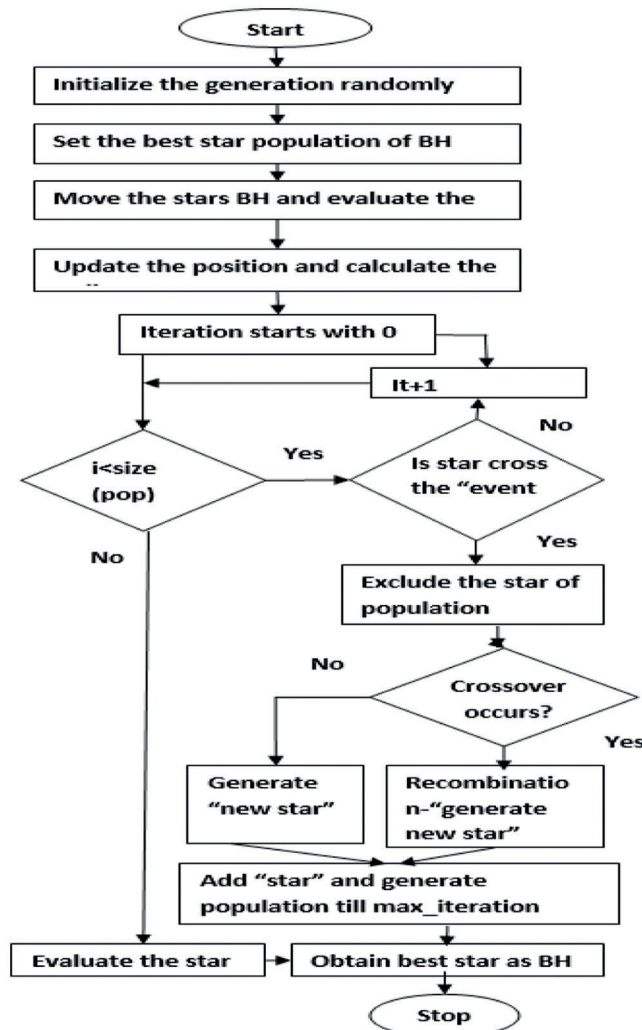 Start
Initialize the generation randomly
Set the best star population of BH
Move the stars BH and evaluate the
Update the position and calculate the
Iteration starts with 0
It+1
No
i<size
(pop)
Yes
Is star cross
the “event
No
Yes
Exclude the star of
population
No
Crossover
occurs?
Yes
Generate
“new star”
Recombinatio
n-“generate
new star”
Add “star” and generate
population till max_iteration
Evaluate the star
Obtain best star as BH
Stop